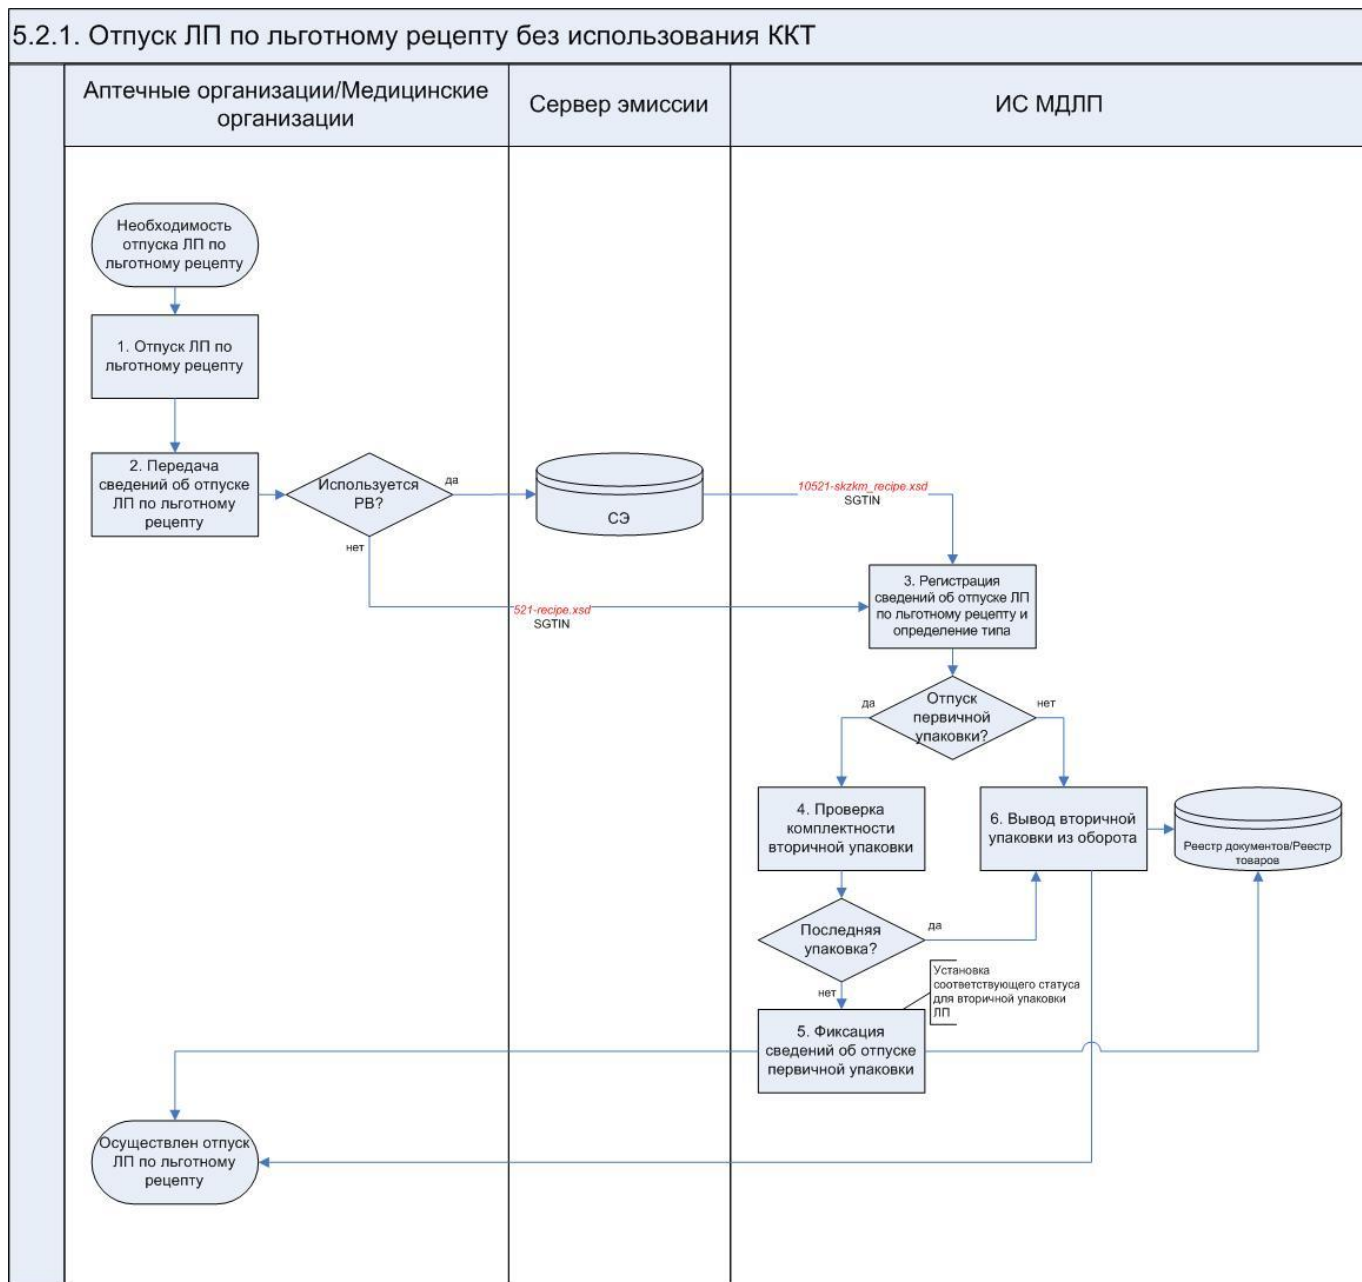 5.2.1. Отпуск ЛП по льготному рецепту без использования ККТ
Аптечные организации/Медицинские
организации
Сервер эмиссии
ИС МДЛП
Необходимость
отпуска ЛП по
льготному рецепту
1. Отпуск ЛП по
льготному рецепту
2. Передача
сведений об отпуске
ЛП по льготному
рецепту
Используется
РВ?
да
нет
СЭ
10521-skzkm_recipe.xsd
SGTIN
521-recipe.xsd
SGTIN
3. Регистрация
сведений об отпуске ЛП
по льготному рецепту и
определение типа
Отпуск
первичной
упаковки?
да
нет
4. Проверка
комплектности
вторичной упаковки
6. Вывод вторичной
упаковки из оборота
Реестр документов/Реестр
товаров
Последняя
упаковка?
да
нет
Установка
соответствующего статуса
для вторичной упаковки
ЛП
5. Фиксация
сведений об отпуске
первичной упаковки
Осуществлен отпуск
ЛП по льготному
рецепту